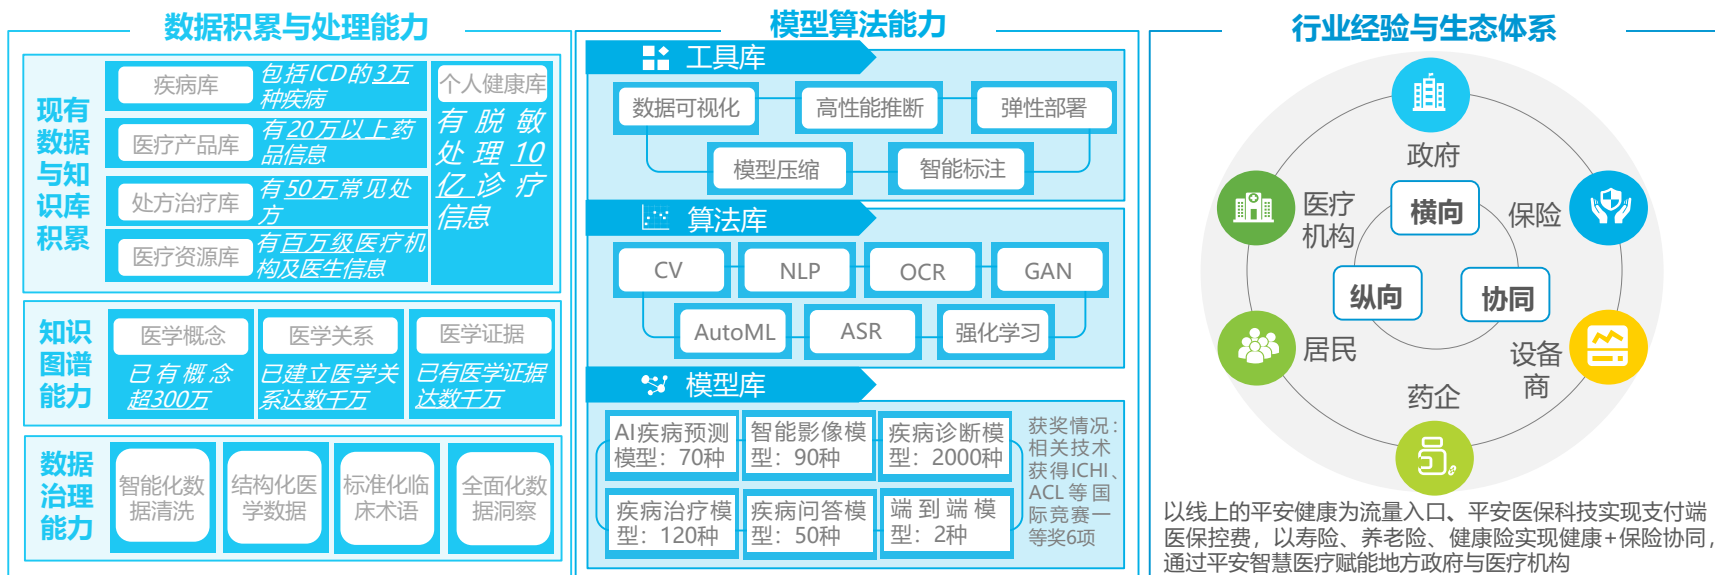 数据积累与处理能力
现有
数据
与知
识库
积累
疾病库
包括ICD的3万
种疾病
医疗产品库
有20万以上药
品信息
处方治疗库
有50万常见处
方
医疗资源库
有百万级医疗机
构及医生信息
个人健康库
有脱敏
处理10
亿诊疗
信息
知识
图谱
能力
医学概念
已有概念
超300万
医学关系
已建立医学关
系达数千万
医学证据
已有医学证据
达数千万
数据
治理
能力
智能化数
据清洗
结构化医
学数据
标准化临
床术语
全面化数
据洞察
模型算法能力
工具库
数据可视化
高性能推断
弹性部署
模型压缩
智能标注
算法库
CV
NLP
OCR
GAN
AutoML
ASR
强化学习
模型库
AI疾病预测
模型：70种
智能影像模
型：90种
疾病诊断模
型：2000种
疾病治疗模
型：120种
疾病问答模
型：50种
端到端模
型：2种
获奖情况：
相关技术
获得ICHI、
ACL等国
际竞赛一
等奖6项
行业经验与生态体系
政府
医疗
机构
保险
横向
纵向
协同
居民
设备
商
药企
以线上的平安健康为流量入口、平安医保科技实现支付端
医保控费，以寿险、养老险、健康险实现健康+保险协同，
通过平安智慧医疗赋能地方政府与医疗机构